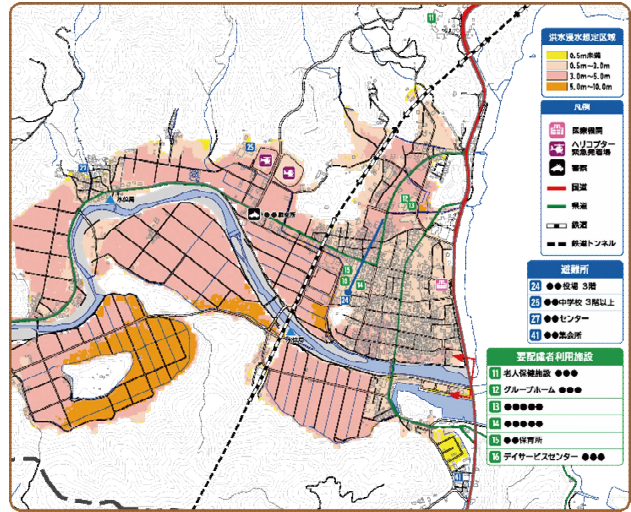 11
洪水浸水想定区域
0.5m未満
0.5m～3.0m
3.0m～5.0m
5.0m～10.0m
凡例
医療機関
ヘリコプター
緊急発着場
警察
国道
県道
鉄道
鉄道トンネル
避難所
24 ●●役場 3階
25 ●●中学校 3階以上
27 ●●センター
41 ●●集会所
要配慮者利用施設
11 老人保健施設 ●●●
12 グループホーム ●●●
13 ●●●●●
14 ●●●●●
15 ●●保育所
16 デイサービスセンター ●●●
25
27
12
13
15
16
14
24
41